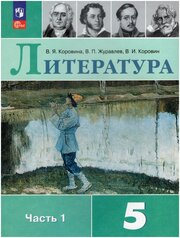 В. Я. Коровина, В. П. Журавлев, В. И. Коровин
ЛИТЕРАТУРА
Часть 1
5